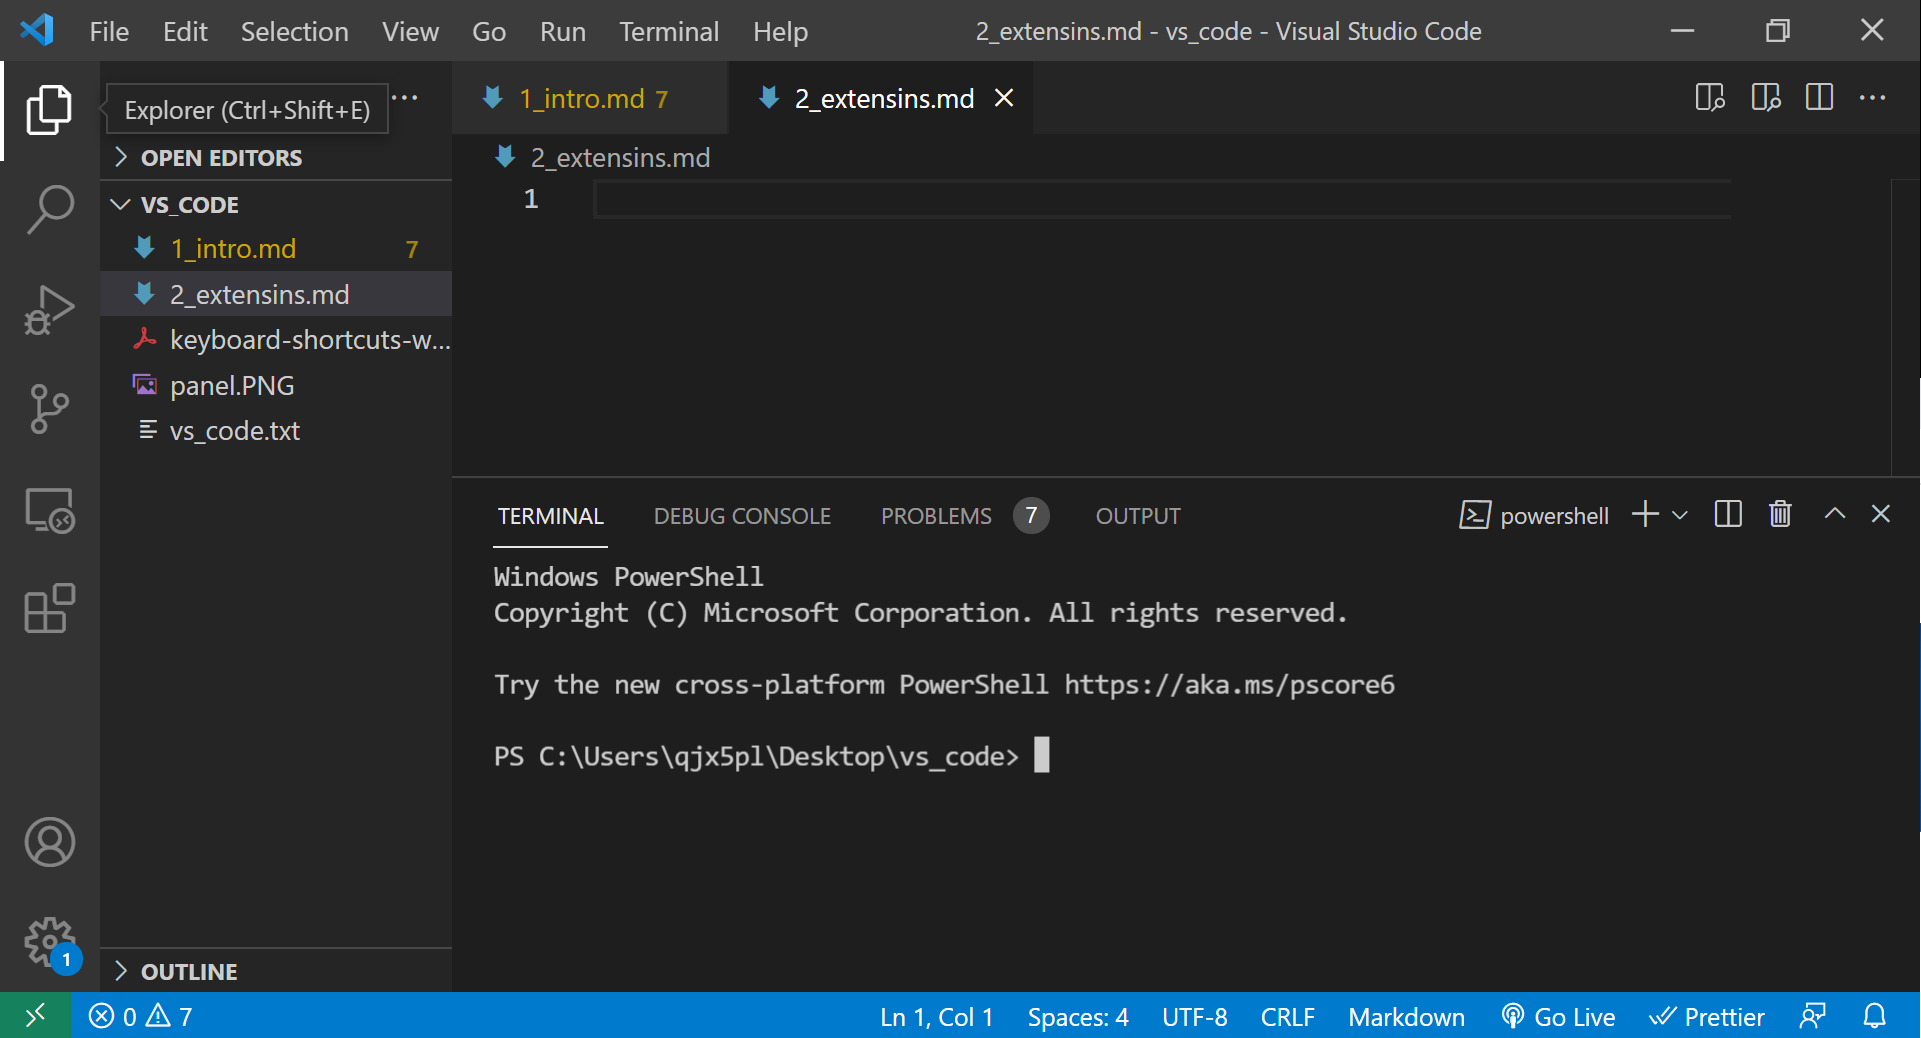 File Edit Selection View Go Run Terminal Help 2_extensins.md - vs_code - Visual Studio Code
Explorer (Ctrl+Shift+E)
OPEN EDITORS
VS_CODE
1_intro.md 7
2_extensins.md
keyboard-shortcuts-w...
panel.PNG
vs_code.txt
OUTLINE
1_intro.md 7 2_extensins.md
2_extensins.md
1
TERMINAL DEBUG CONSOLE PROBLEMS 7 OUTPUT powershell
Windows PowerShell
Copyright (C) Microsoft Corporation. All rights reserved.
Try the new cross-platform PowerShell https://aka.ms/pscore6
PS C:\Users\qjx5pl\Desktop\vs_code>
1
0 7 Ln 1, Col 1 Spaces: 4 UTF-8 CRLF Markdown Go Live Prettier